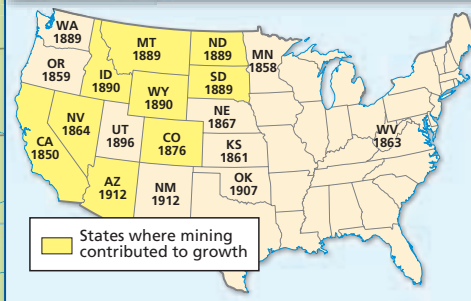 WA
1889
OR
1859
MT
1889
ID
1890
WY
1890
ND
1889
SD
1889
MN
1858
NE
1867
NV
1864
CA
1850
UT
1896
CO
1876
KS
1861
WV
1863
AZ
1912
NM
1912
OK
1907
States where mining
contributed to growth